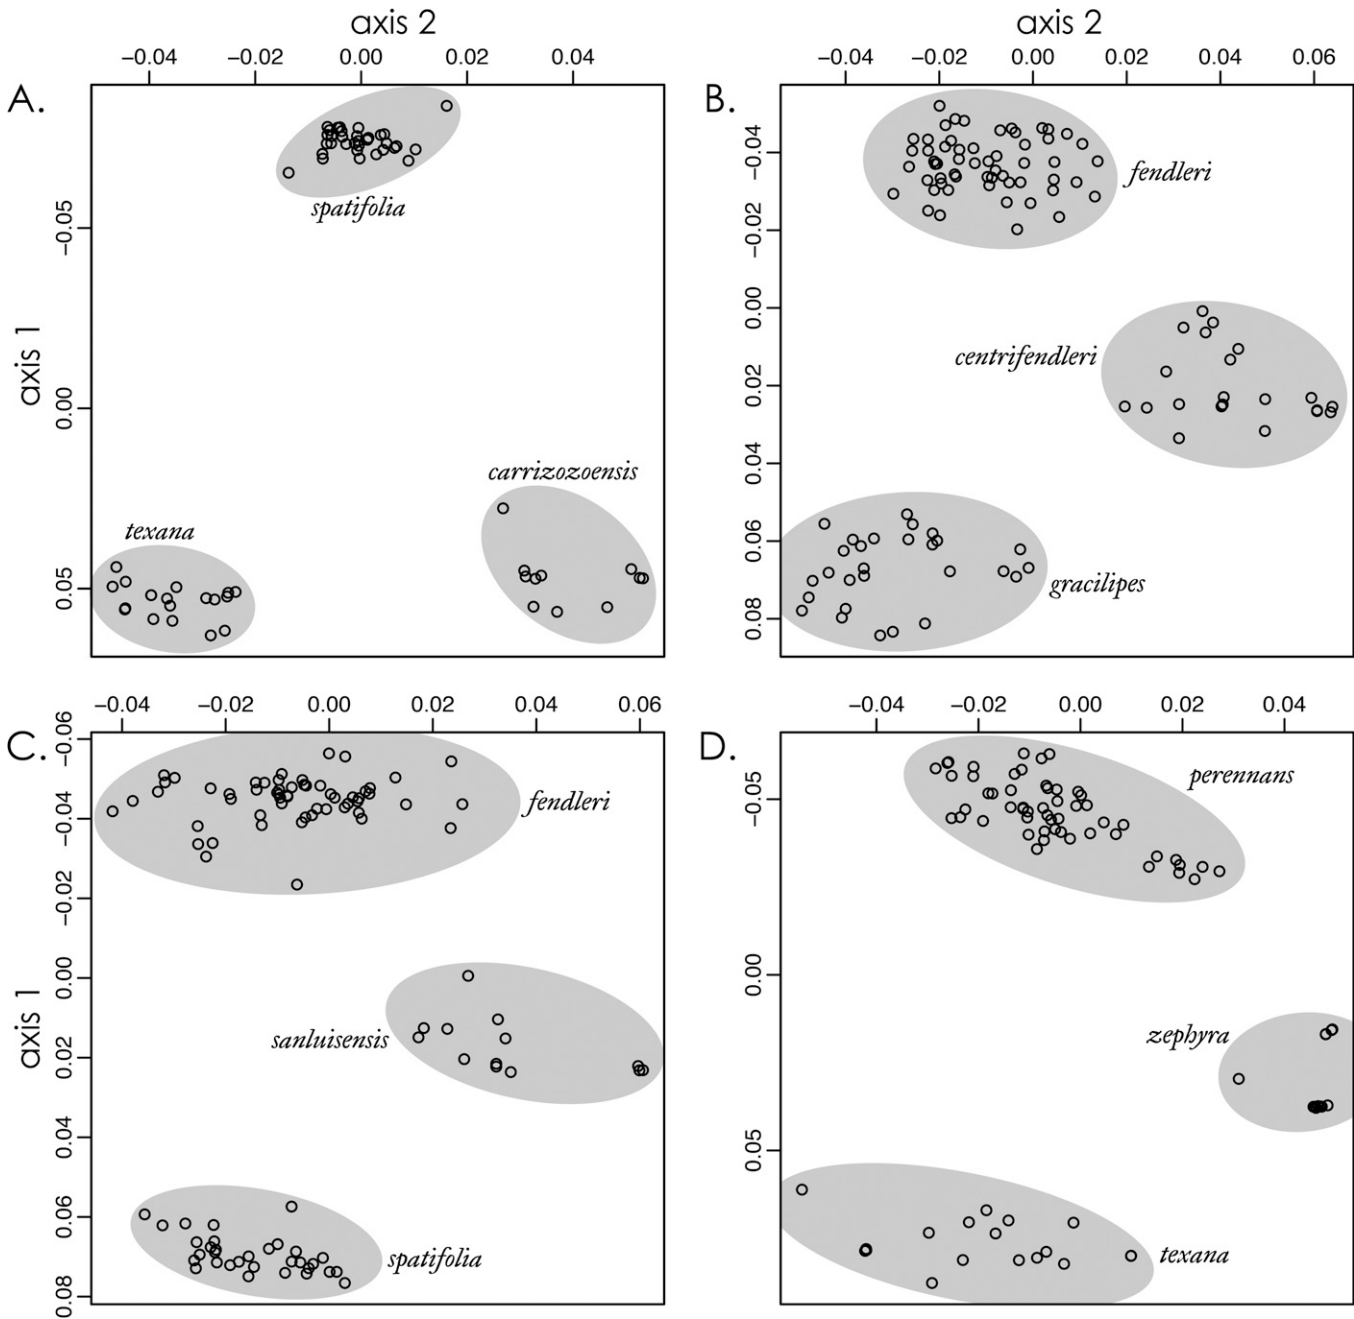 axis 2
axis 2
−0.04 −0.02 0.00 0.02 0.04
−0.04 −0.02 0.00 0.02 0.04 0.06
A.
B.
spatifolia
fendleri
centrifendleri
carrizozoensis
texana
gracilipes
axis 1
−0.05
0.00
0.05
−0.04
−0.02
0.00
0.02
0.04
0.06
0.08
−0.04 −0.02 0.00 0.02 0.04 0.06
−0.04 −0.02 0.00 0.02 0.04
C.
D.
fendleri
perennans
sanluisensis
zephyra
spatifolia
texana
axis 1
−0.06
−0.04
−0.02
0.00
0.02
0.04
0.06
0.08
−0.05
0.00
0.05